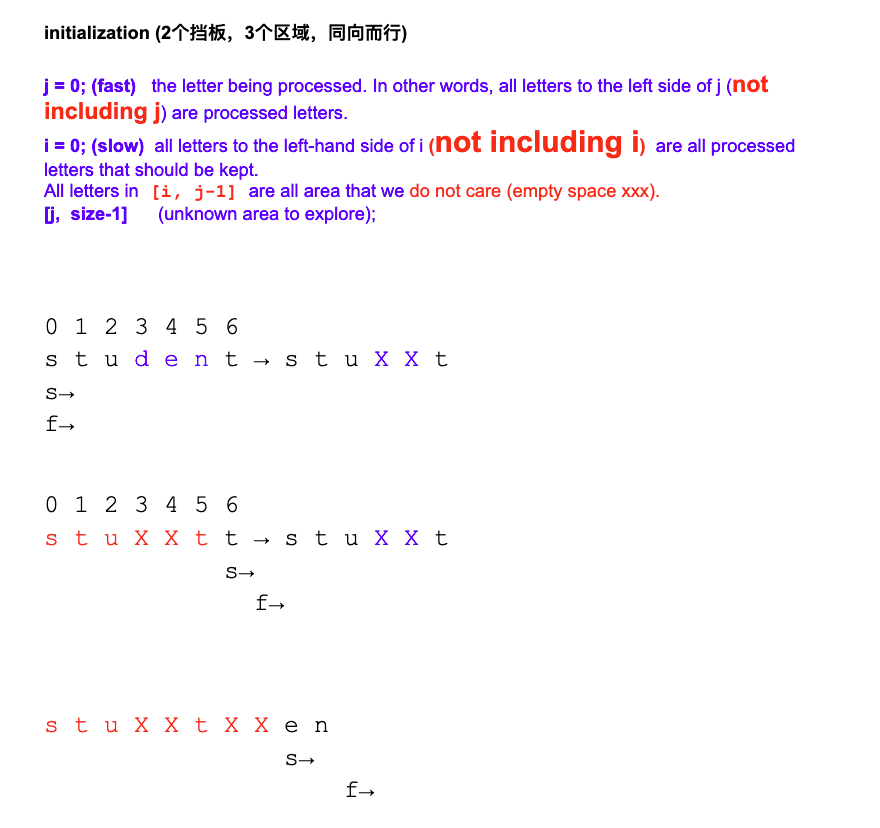 initialization (2个挡板，3个区域，同向而行)
j = 0; (fast) the letter being processed. In other words, all letters to the left side of j (not
including j) are processed letters.
i = 0; (slow) all letters to the left-hand side of i (not including i) are all processed
letters that should be kept.
All letters in [i, j-1] are all area that we do not care (empty space xxx).
[j, size-1] (unknown area to explore);
0 1 2 3 4 5 6
s t u d e n t → s t u X X t
s→
f→
0 1 2 3 4 5 6
s t u X X t t → s t u X X t
s→
f→
s t u X X t X X e n
s→
f→